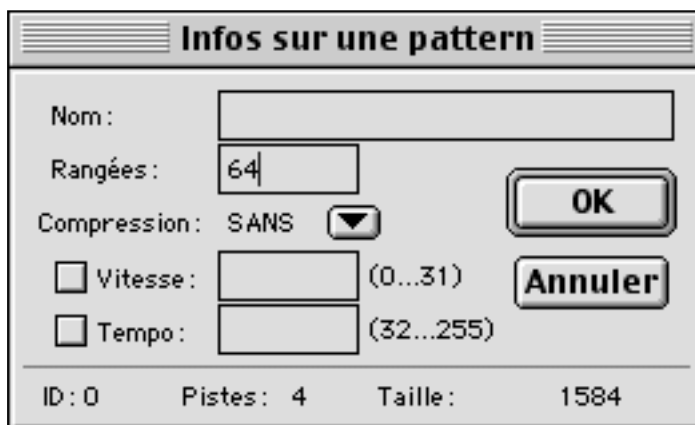 Infos sur une pattern
Nom:
Rangées: 64
Compression: SANS
OK
Vitesse: (0...31)
Annuler
Tempo: (32...255)
ID:0 Pistes: 4 Taille: 1584